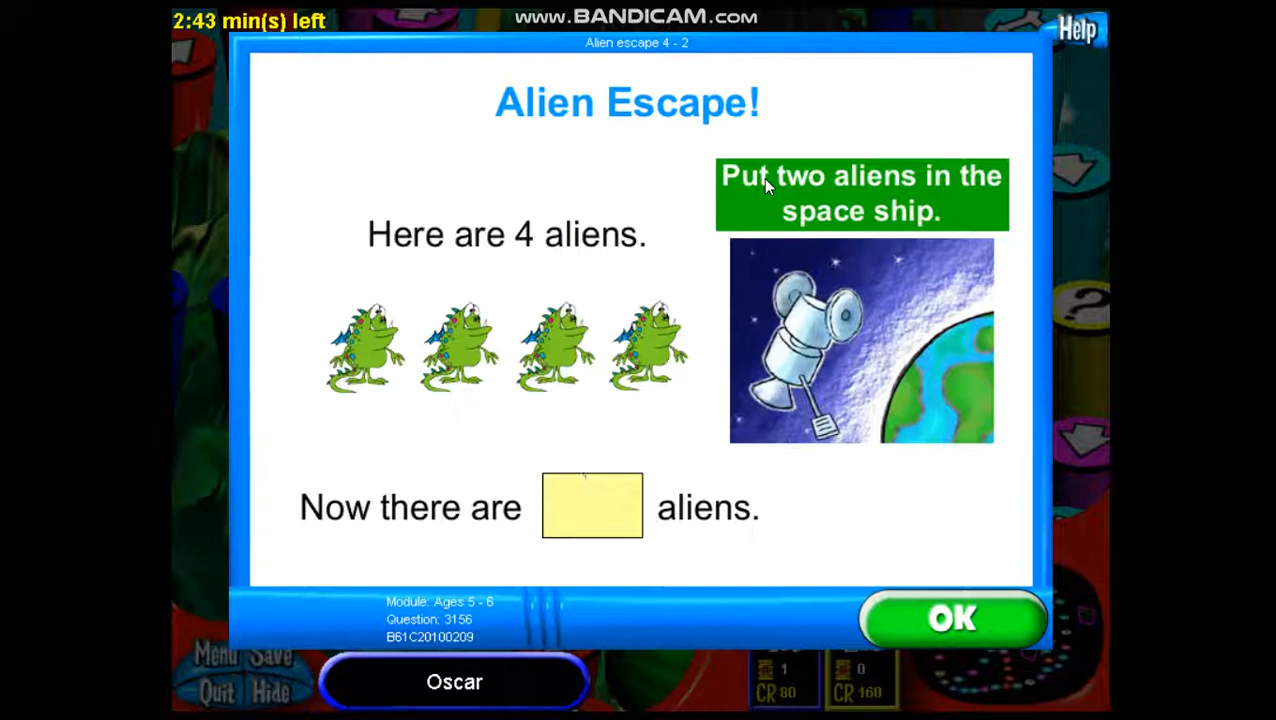 2:43 min(s) left
www.BANDICAM.com
Help
Alien escape 4 - 2
Alien Escape!
Put two aliens in the
space ship.
Here are 4 aliens.
Now there are
aliens.
Module: Ages 5 - 6
Question: 3156
B61C20100209
OK
Menu Save
Quit Hide
Oscar
1
CR 80
0
CR 160